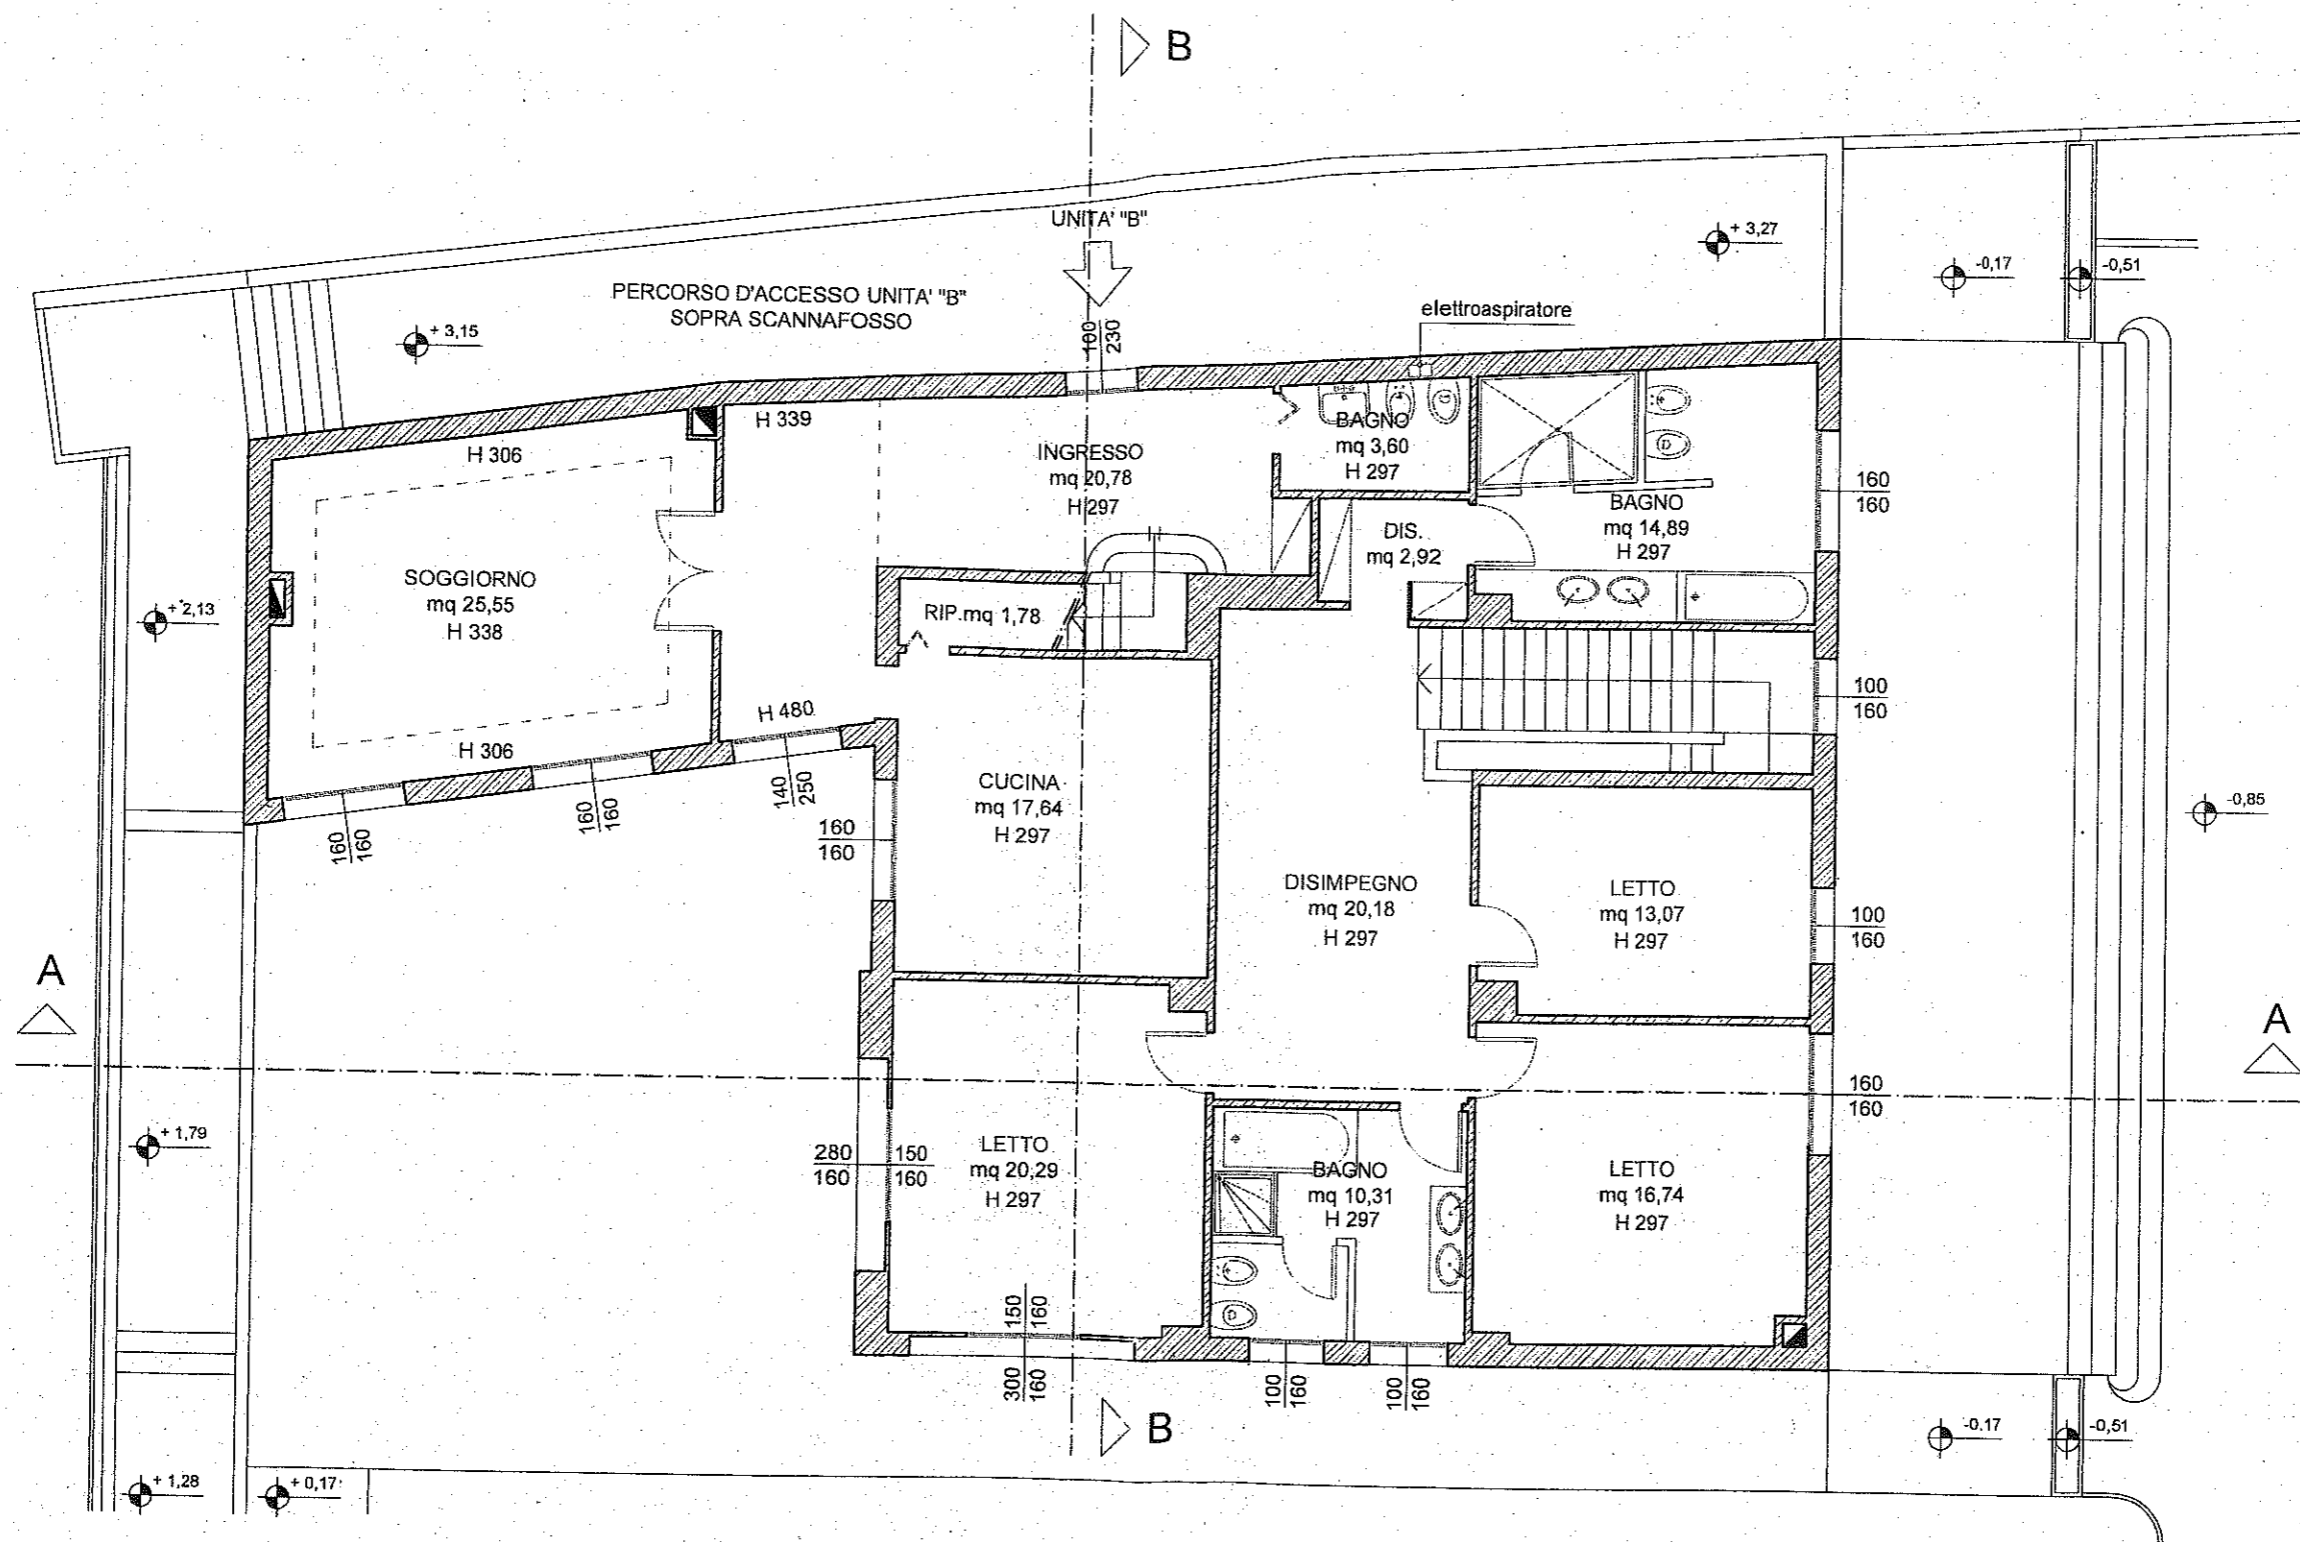 B
UNITA' "B"
+ 3,27
-0,17
-0,51
PERCORSO D'ACCESSO UNITA' "B"
SOPRA SCANNAFOSSO
+ 3,15
elettroaspiratore
100
230
H 339
H 306
INGRESSO
mq 20,78
H 297
BAGNO
mq 3,60
H 297
160
160
BAGNO
mq 14,89
H 297
DIS.
mq 2,92
SOGGIORNO
mq 25,55
H 338
+ 2,13
RIP.mq 1,78
100
160
H 480
H 306
140
250
160
160
160
160
CUCINA
mq 17,64
H 297
160
160
-0,85
DISIMPEGNO
mq 20,18
H 297
LETTO
mq 13,07
H 297
100
160
A
A
160
160
+ 1,79
280
160
150
160
LETTO
mq 20,29
H 297
BAGNO
mq 10,31
H 297
LETTO
mq 16,74
H 297
150
160
300
160
100
160
100
160
B
-0.17
-0,51
+ 1,28
+ 0,17